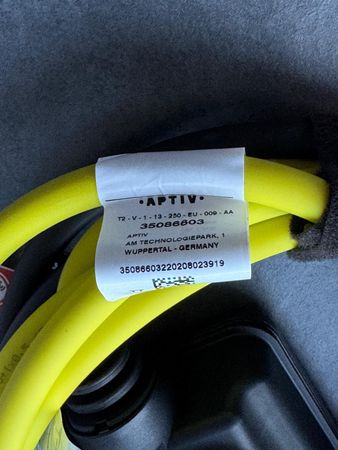 ·APTIV·
T2 - V - 1 - 13 - 250 - EU - 009 - AA
35086603
APTIV
AM TECHNOLOGIEPARK, 1
WUPPERTAL - GERMANY
35086603220208023919